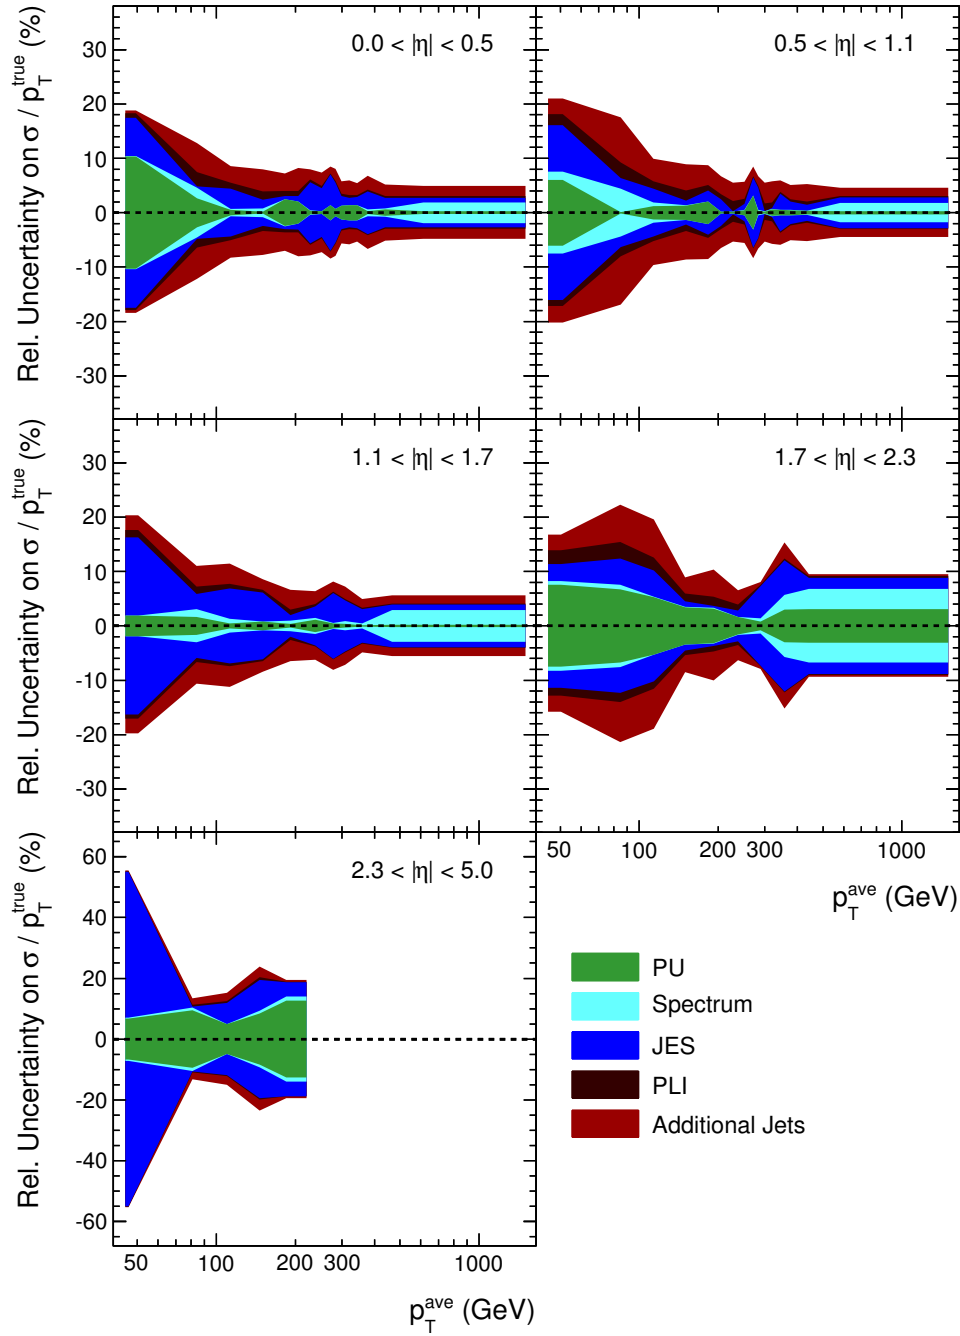 Rel. Uncertainty on σ / p_T^true (%)
30
20
10
0
-10
-20
-30
0.0 < |η| < 0.5
0.5 < |η| < 1.1
Rel. Uncertainty on σ / p_T^true (%)
30
20
10
0
-10
-20
-30
1.1 < |η| < 1.7
1.7 < |η| < 2.3
50 100 200 300 1000
p_T^ave (GeV)
Rel. Uncertainty on σ / p_T^true (%)
60
40
20
0
-20
-40
-60
2.3 < |η| < 5.0
50 100 200 300 1000
p_T^ave (GeV)
PU
Spectrum
JES
PLI
Additional Jets